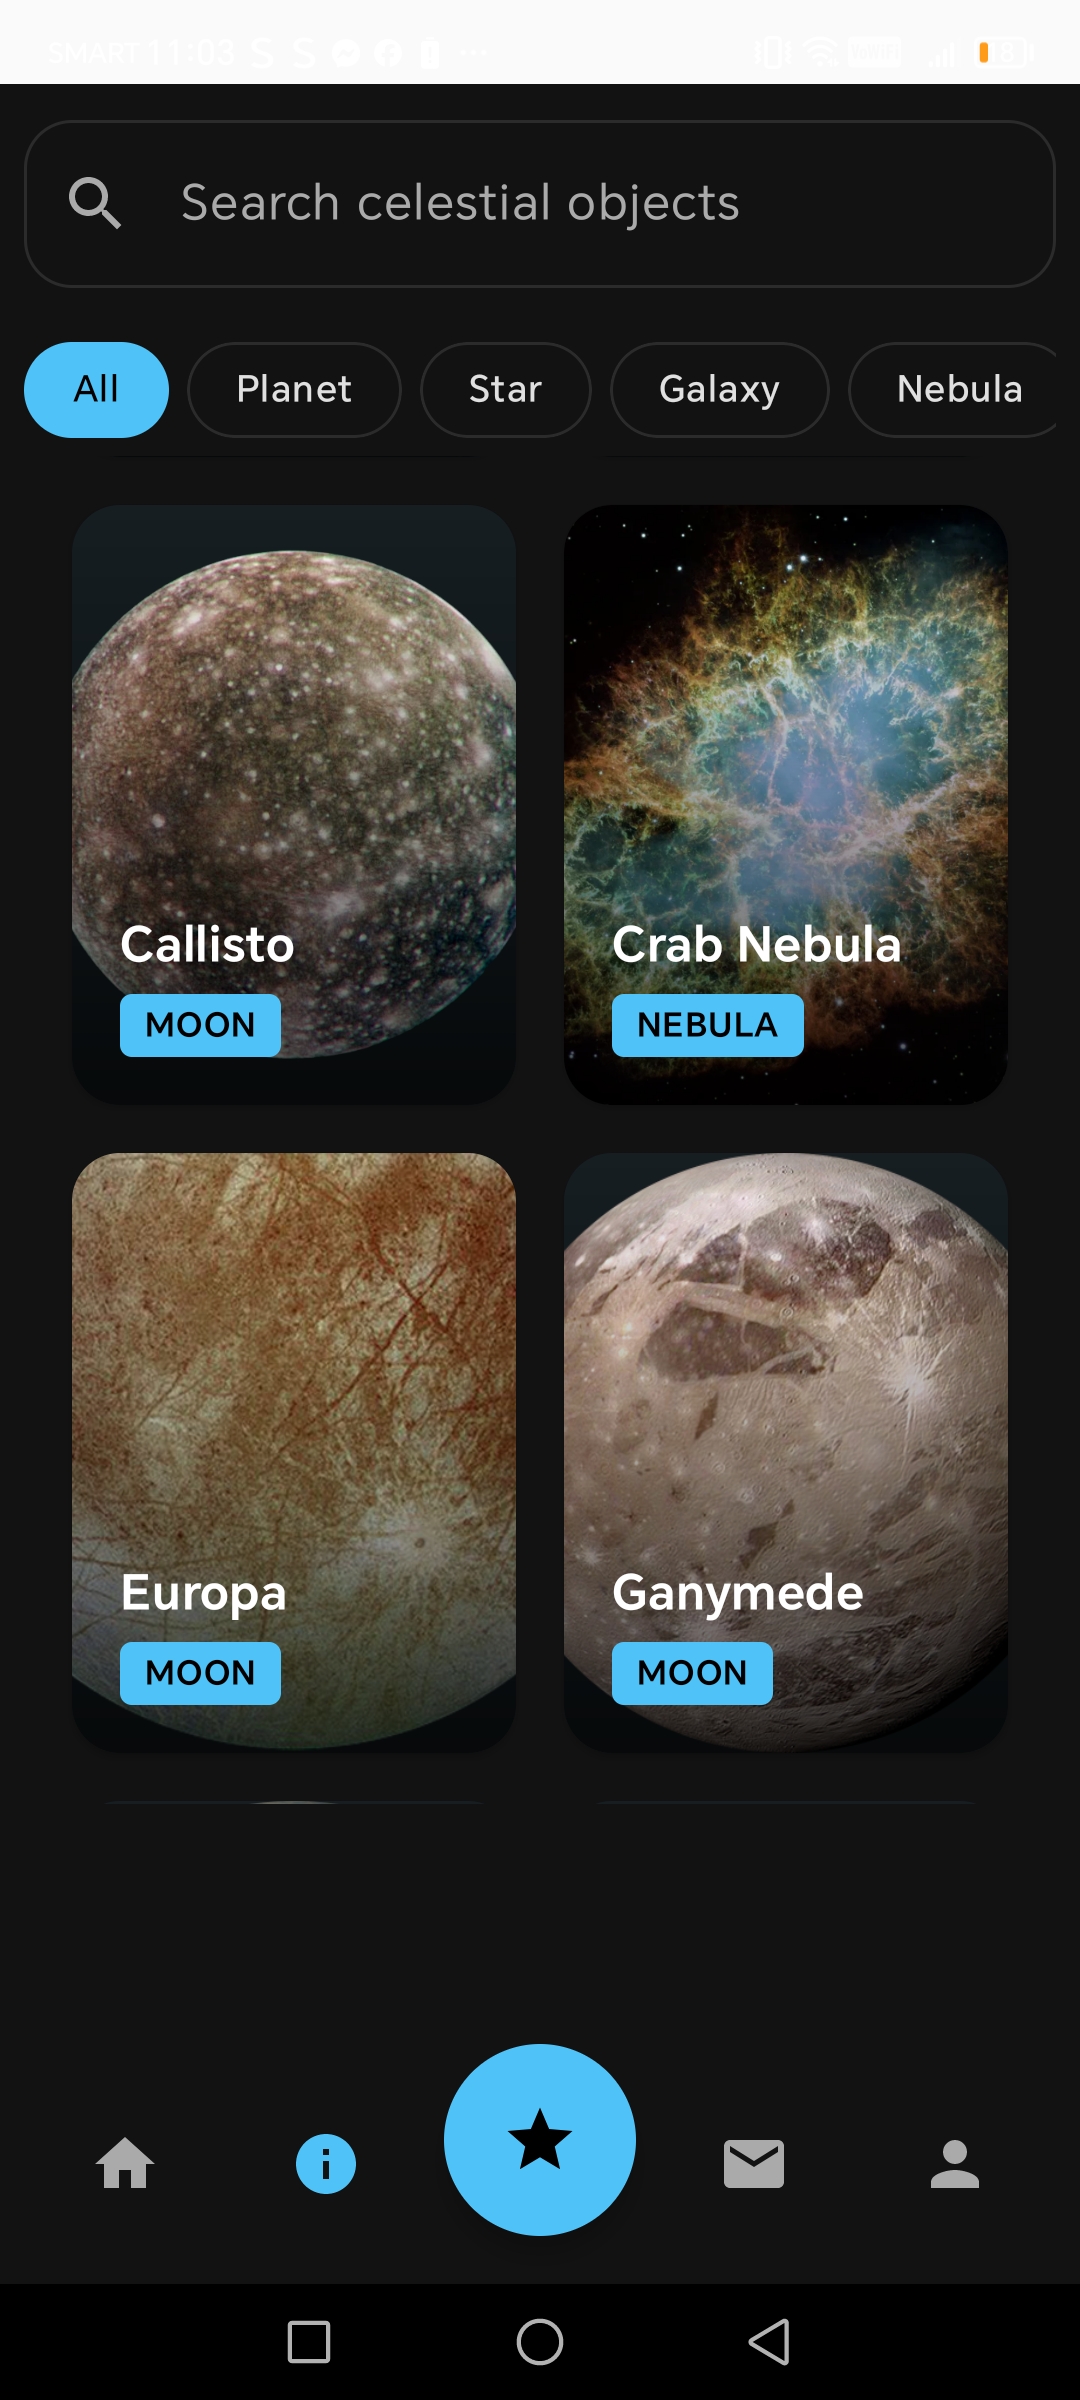 SMART 11:03 S S
8
Search celestial objects
All Planet Star Galaxy Nebula
Callisto
MOON
Crab Nebula
NEBULA
Europa
MOON
Ganymede
MOON